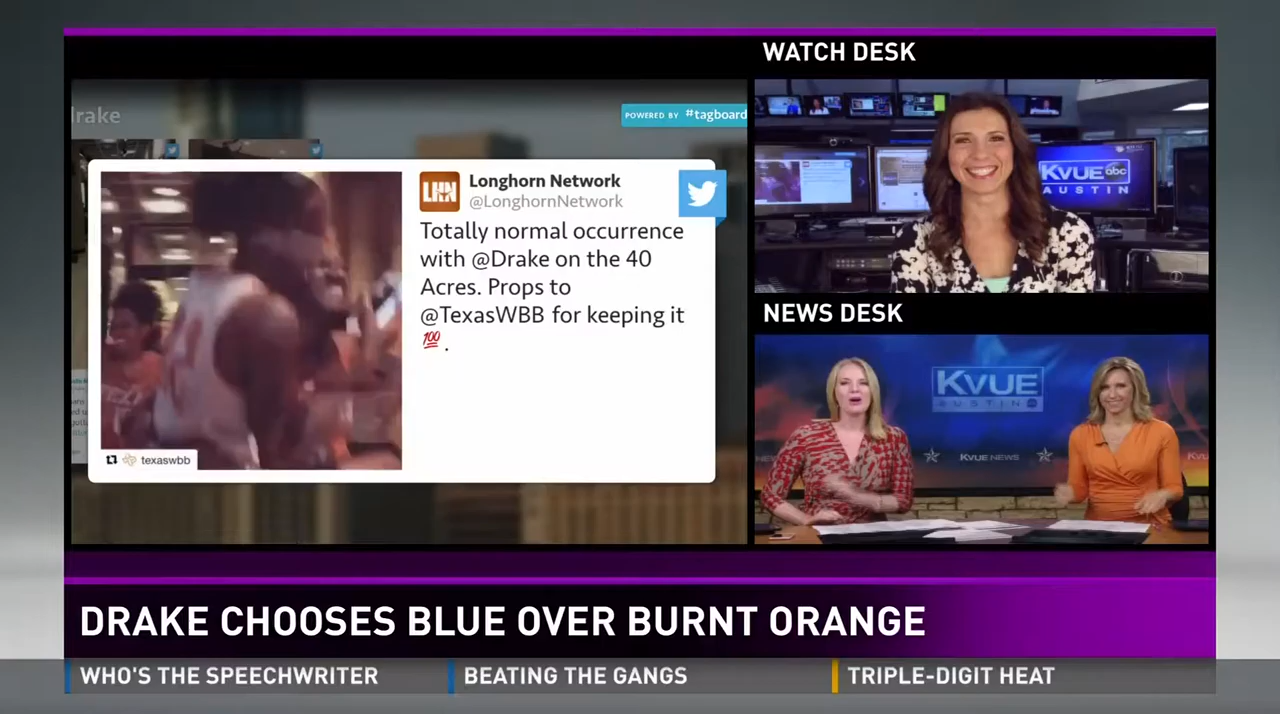 WATCH DESK
drake
POWERED BY #tagboard
LHN
Longhorn Network
@LonghornNetwork
Totally normal occurrence
with @Drake on the 40
Acres. Props to
@TexasWBB for keeping it
💯.
texaswbb
KVUE abc
AUSTIN
NEWS DESK
KVUE
AUSTIN
KVUE NEWS
DRAKE CHOOSES BLUE OVER BURNT ORANGE
WHO'S THE SPEECHWRITER
BEATING THE GANGS
TRIPLE-DIGIT HEAT